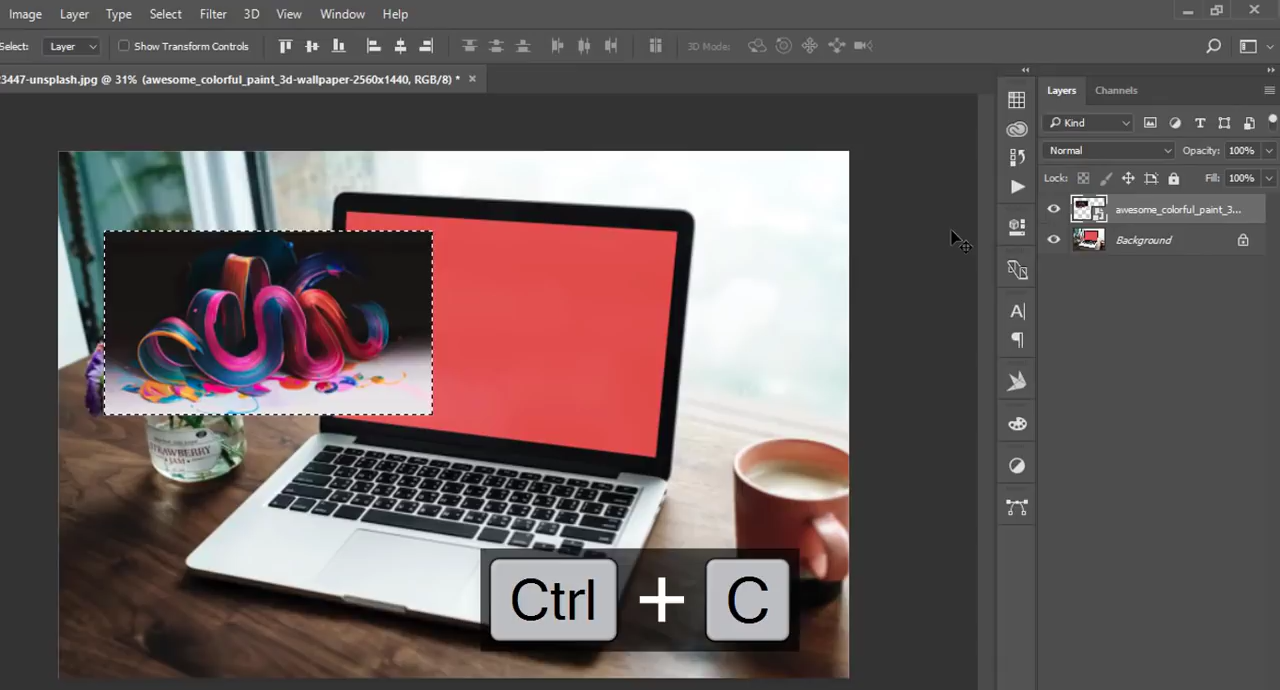 Image Layer Type Select Filter 3D View Window Help
Select: Layer Show Transform Controls 3D Mode:
3447-unsplash.jpg @ 31% (awesome_colorful_paint_3d-wallpaper-2560x1440, RGB/8) * ×
Layers Channels
Kind T
Normal Opacity: 100%
Lock: Fill: 100%
awesome_colorful_paint_3...
Background
A
STRAWBERRY
JAM
Ctrl + C